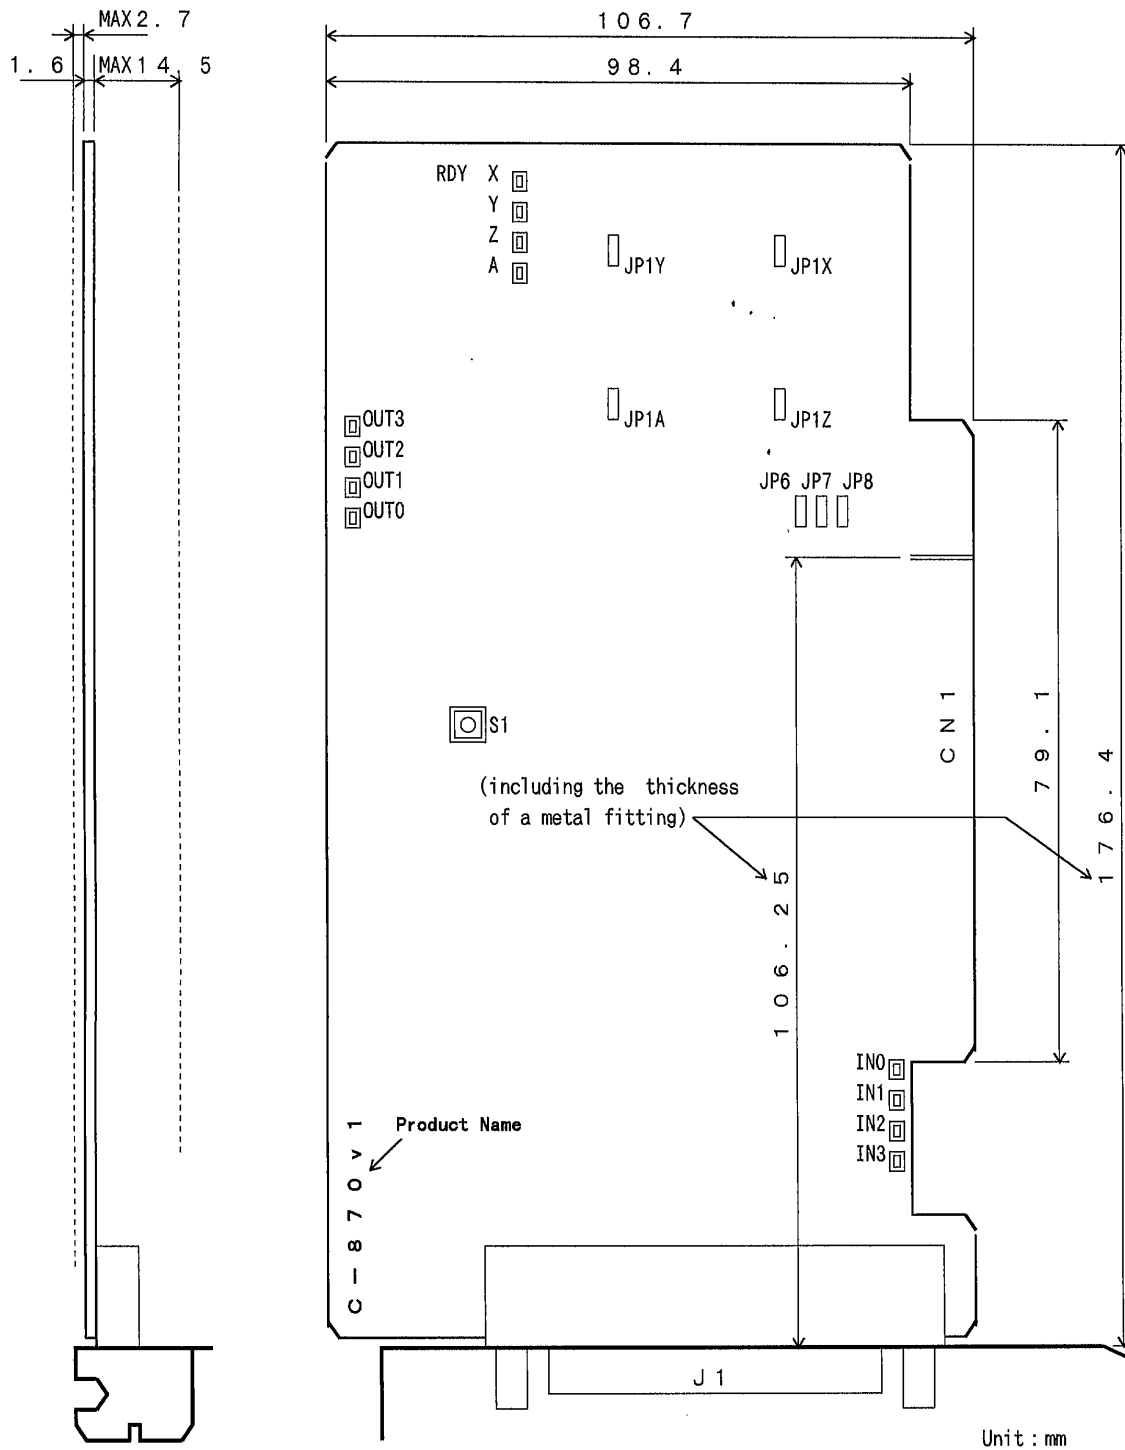 MAX2.7
106.7
1.6 MAX14.5
98.4
RDY X
Y
Z
A
JP1Y
JP1X
JP1A
JP1Z
OUT3
OUT2
OUT1
OUT0
JP6 JP7 JP8
S1
CN1
79.1
176.4
(including the thickness
of a metal fitting)
106.25
IN0
IN1
IN2
IN3
Product Name
C-870v1
J1
Unit:mm